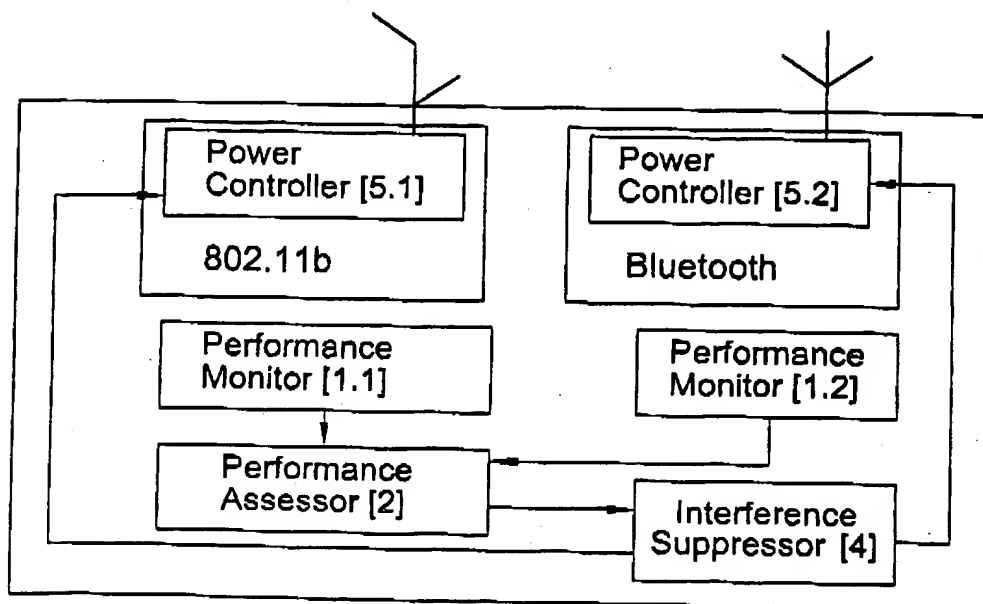 Power
Controller [5.1]
802.11b
Power
Controller [5.2]
Bluetooth
Performance
Monitor [1.1]
Performance
Monitor [1.2]
Performance
Assessor [2]
Interference
Suppressor [4]